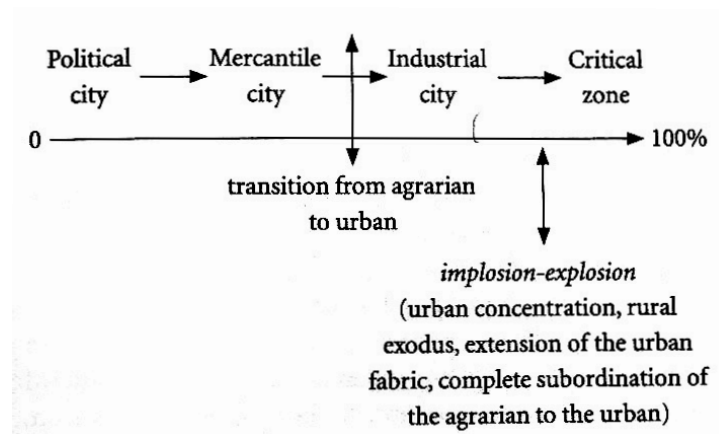 Political Mercantile Industrial Critical
city city city zone
0 100%
transition from agrarian
to urban
implosion-explosion
(urban concentration, rural
exodus, extension of the urban
fabric, complete subordination of
the agrarian to the urban)